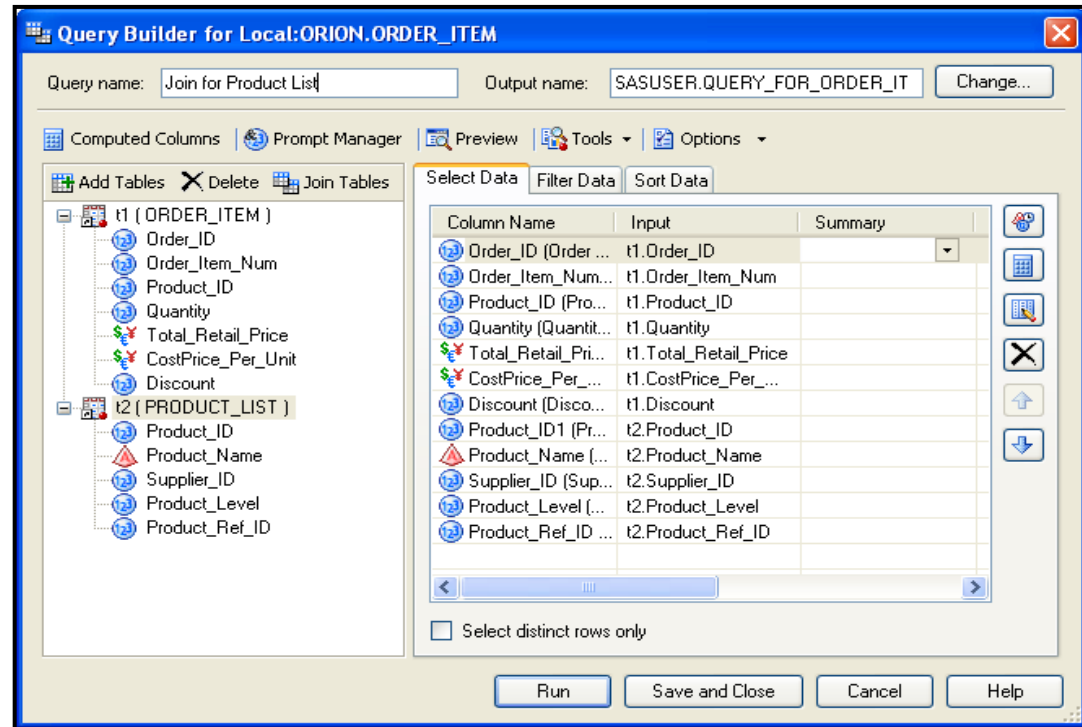 Query Builder for Local:ORION.ORDER_ITEM
Query name: Join for Product List Output name: SASUSER.QUERY_FOR_ORDER_IT Change...
Computed Columns Prompt Manager Preview Tools Options
Add Tables Delete Join Tables
t1 ( ORDER_ITEM )
Order_ID
Order_Item_Num
Product_ID
Quantity
Total_Retail_Price
CostPrice_Per_Unit
Discount
t2 ( PRODUCT_LIST )
Product_ID
Product_Name
Supplier_ID
Product_Level
Product_Ref_ID
Select Data Filter Data Sort Data
Column Name Input Summary
Order_ID (Order ... t1.Order_ID
Order_Item_Num... t1.Order_Item_Num
Product_ID (Pro... t1.Product_ID
Quantity (Quantit... t1.Quantity
Total_Retail_Pri... t1.Total_Retail_Price
CostPrice_Per_... t1.CostPrice_Per_...
Discount (Disco... t1.Discount
Product_ID1 (Pr... t2.Product_ID
Product_Name (... t2.Product_Name
Supplier_ID (Sup... t2.Supplier_ID
Product_Level (... t2.Product_Level
Product_Ref_ID ... t2.Product_Ref_ID
Select distinct rows only
Run Save and Close Cancel Help